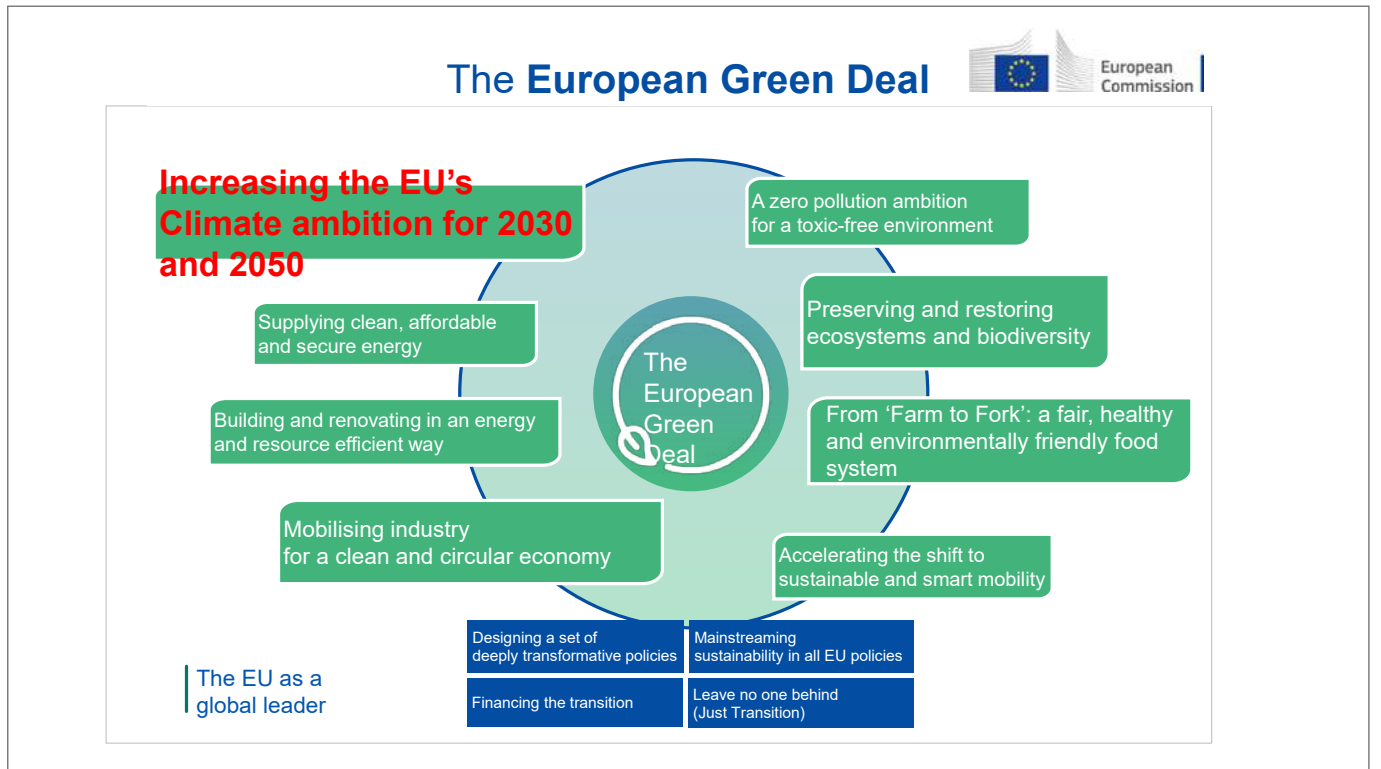 The European Green Deal
European
Commission
Increasing the EU’s
Climate ambition for 2030
and 2050
Supplying clean, affordable
and secure energy
Building and renovating in an energy
and resource efficient way
Mobilising industry
for a clean and circular economy
The
European
Green
Deal
A zero pollution ambition
for a toxic-free environment
Preserving and restoring
ecosystems and biodiversity
From ‘Farm to Fork’: a fair, healthy
and environmentally friendly food
system
Accelerating the shift to
sustainable and smart mobility
Designing a set of
deeply transformative policies
Mainstreaming
sustainability in all EU policies
Financing the transition
Leave no one behind
(Just Transition)
The EU as a
global leader